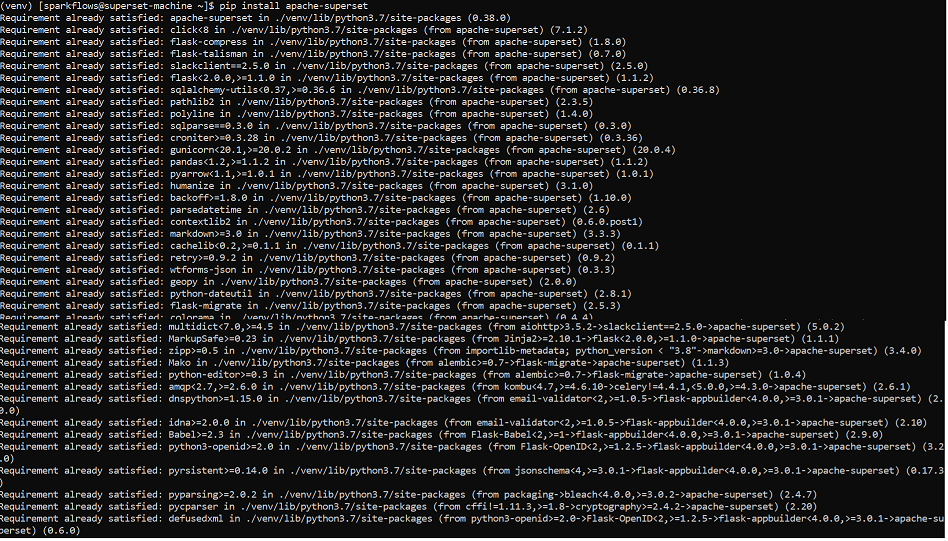 (venv) [sparkflows@superset-machine ~]$ pip install apache-superset
Requirement already satisfied: apache-superset in ./venv/lib/python3.7/site-packages (0.38.0)
Requirement already satisfied: click<8 in ./venv/lib/python3.7/site-packages (from apache-superset) (7.1.2)
Requirement already satisfied: flask-compress in ./venv/lib/python3.7/site-packages (from apache-superset) (1.8.0)
Requirement already satisfied: flask-talisman in ./venv/lib/python3.7/site-packages (from apache-superset) (0.7.0)
Requirement already satisfied: slackclient==2.5.0 in ./venv/lib/python3.7/site-packages (from apache-superset) (2.5.0)
Requirement already satisfied: flask<2.0.0,>=1.1.0 in ./venv/lib/python3.7/site-packages (from apache-superset) (1.1.2)
Requirement already satisfied: sqlalchemy-utils<0.37,>=0.36.6 in ./venv/lib/python3.7/site-packages (from apache-superset) (0.36.8)
Requirement already satisfied: pathlib2 in ./venv/lib/python3.7/site-packages (from apache-superset) (2.3.5)
Requirement already satisfied: polyline in ./venv/lib/python3.7/site-packages (from apache-superset) (1.4.0)
Requirement already satisfied: sqlparse==0.3.0 in ./venv/lib/python3.7/site-packages (from apache-superset) (0.3.0)
Requirement already satisfied: croniter>=0.3.28 in ./venv/lib/python3.7/site-packages (from apache-superset) (0.3.36)
Requirement already satisfied: gunicorn<20.1,>=20.0.2 in ./venv/lib/python3.7/site-packages (from apache-superset) (20.0.4)
Requirement already satisfied: pandas<1.2,>=1.1.2 in ./venv/lib/python3.7/site-packages (from apache-superset) (1.1.2)
Requirement already satisfied: pyarrow<1.1,>=1.0.1 in ./venv/lib/python3.7/site-packages (from apache-superset) (1.0.1)
Requirement already satisfied: humanize in ./venv/lib/python3.7/site-packages (from apache-superset) (3.1.0)
Requirement already satisfied: backoff>=1.8.0 in ./venv/lib/python3.7/site-packages (from apache-superset) (1.10.0)
Requirement already satisfied: parsedatetime in ./venv/lib/python3.7/site-packages (from apache-superset) (2.6)
Requirement already satisfied: contextlib2 in ./venv/lib/python3.7/site-packages (from apache-superset) (0.6.0.post1)
Requirement already satisfied: markdown>=3.0 in ./venv/lib/python3.7/site-packages (from apache-superset) (3.3.3)
Requirement already satisfied: cachelib<0.2,>=0.1.1 in ./venv/lib/python3.7/site-packages (from apache-superset) (0.1.1)
Requirement already satisfied: retry>=0.9.2 in ./venv/lib/python3.7/site-packages (from apache-superset) (0.9.2)
Requirement already satisfied: wtforms-json in ./venv/lib/python3.7/site-packages (from apache-superset) (0.3.3)
Requirement already satisfied: geopy in ./venv/lib/python3.7/site-packages (from apache-superset) (2.0.0)
Requirement already satisfied: python-dateutil in ./venv/lib/python3.7/site-packages (from apache-superset) (2.8.1)
Requirement already satisfied: flask-migrate in ./venv/lib/python3.7/site-packages (from apache-superset) (2.5.3)
Requirement already satisfied: colorama in ./venv/lib/python3.7/site-packages (from apache-superset) (0.4.4)
Requirement already satisfied: multidict<7.0,>=4.5 in ./venv/lib/python3.7/site-packages (from aiohttp>3.5.2->slackclient==2.5.0->apache-superset) (5.0.2)
Requirement already satisfied: MarkupSafe>=0.23 in ./venv/lib/python3.7/site-packages (from Jinja2>=2.10.1->flask<2.0.0,>=1.1.0->apache-superset) (1.1.1)
Requirement already satisfied: zipp>=0.5 in ./venv/lib/python3.7/site-packages (from importlib-metadata; python_version < "3.8"->markdown>=3.0->apache-superset) (3.4.0)
Requirement already satisfied: Mako in ./venv/lib/python3.7/site-packages (from alembic>=0.7->flask-migrate->apache-superset) (1.1.3)
Requirement already satisfied: python-editor>=0.3 in ./venv/lib/python3.7/site-packages (from alembic>=0.7->flask-migrate->apache-superset) (1.0.4)
Requirement already satisfied: amqp<2.7,>=2.6.0 in ./venv/lib/python3.7/site-packages (from kombu<4.7,>=4.6.10->celery!=4.4.1,<5.0.0,>=4.3.0->apache-superset) (2.6.1)
Requirement already satisfied: dnspython>=1.15.0 in ./venv/lib/python3.7/site-packages (from email-validator<2,>=1.0.5->flask-appbuilder<4.0.0,>=3.0.1->apache-superset) (2.
0.0)
Requirement already satisfied: idna>=2.0.0 in ./venv/lib/python3.7/site-packages (from email-validator<2,>=1.0.5->flask-appbuilder<4.0.0,>=3.0.1->apache-superset) (2.10)
Requirement already satisfied: Babel>=2.3 in ./venv/lib/python3.7/site-packages (from Flask-Babel<2,>=1->flask-appbuilder<4.0.0,>=3.0.1->apache-superset) (2.9.0)
Requirement already satisfied: python3-openid>=2.0 in ./venv/lib/python3.7/site-packages (from Flask-OpenID<2,>=1.2.5->flask-appbuilder<4.0.0,>=3.0.1->apache-superset) (3.2
.0)
Requirement already satisfied: pyrsistent>=0.14.0 in ./venv/lib/python3.7/site-packages (from jsonschema<4,>=3.0.1->flask-appbuilder<4.0.0,>=3.0.1->apache-superset) (0.17.3
)
Requirement already satisfied: pyparsing>=2.0.2 in ./venv/lib/python3.7/site-packages (from packaging->bleach<4.0.0,>=3.0.2->apache-superset) (2.4.7)
Requirement already satisfied: pycparser in ./venv/lib/python3.7/site-packages (from cffi!=1.11.3,>=1.8->cryptography>=2.4.2->apache-superset) (2.20)
Requirement already satisfied: defusedxml in ./venv/lib/python3.7/site-packages (from python3-openid>=2.0->Flask-OpenID<2,>=1.2.5->flask-appbuilder<4.0.0,>=3.0.1->apache-su
perset) (0.6.0)